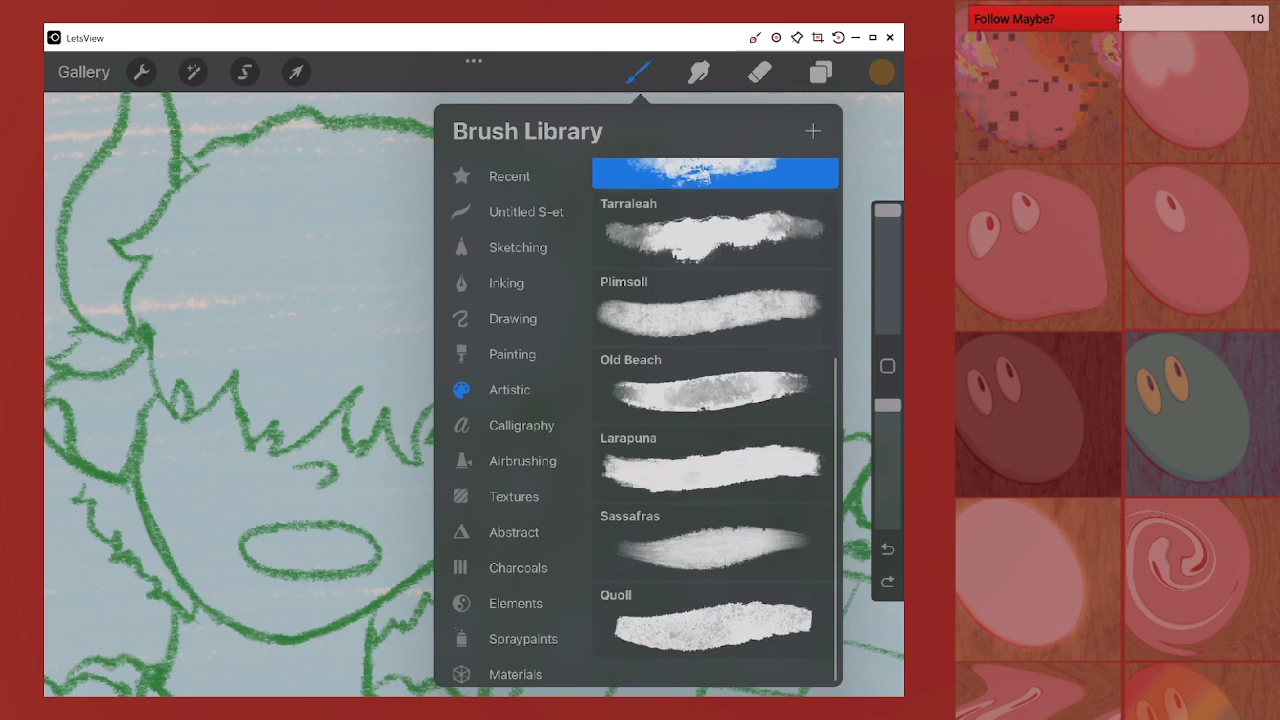 LetsView
Follow Maybe? 5 10
Gallery
Brush Library
Recent
Untitled S-et
Sketching
Inking
Drawing
Painting
Artistic
Calligraphy
Airbrushing
Textures
Abstract
Charcoals
Elements
Spraypaints
Materials
Tarraleah
Plimsoll
Old Beach
Larapuna
Sassafras
Quoll